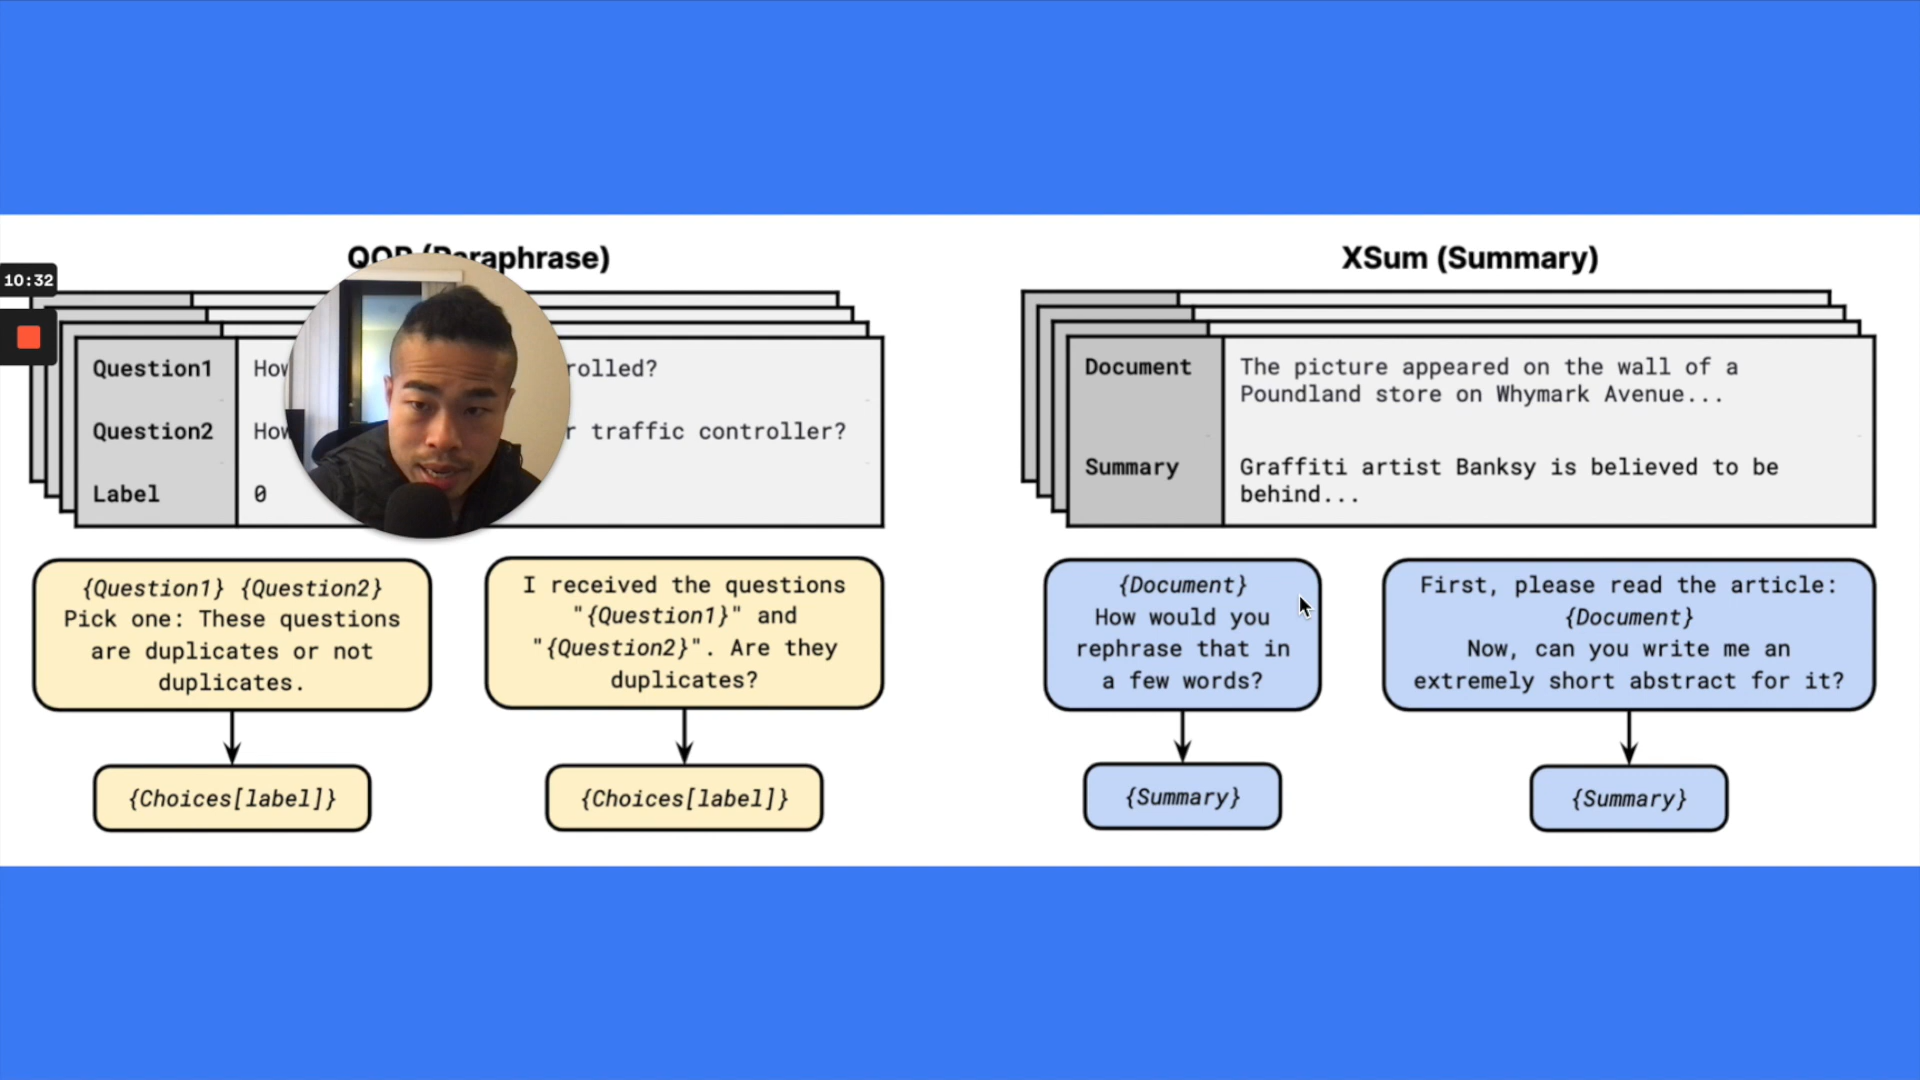 (Paraphrase)
XSum (Summary)
10:32
Question1
rolled?
Question2
traffic controller?
Label
0
Document
The picture appeared on the wall of a
Poundland store on Whymark Avenue...
Summary
Graffiti artist Banksy is believed to be
behind...
{Question1} {Question2}
Pick one: These questions
are duplicates or not
duplicates.
{Choices[label]}
I received the questions
"{Question1}" and
"{Question2}". Are they
duplicates?
{Choices[label]}
{Document}
How would you
rephrase that in
a few words?
{Summary}
First, please read the article:
{Document}
Now, can you write me an
extremely short abstract for it?
{Summary}